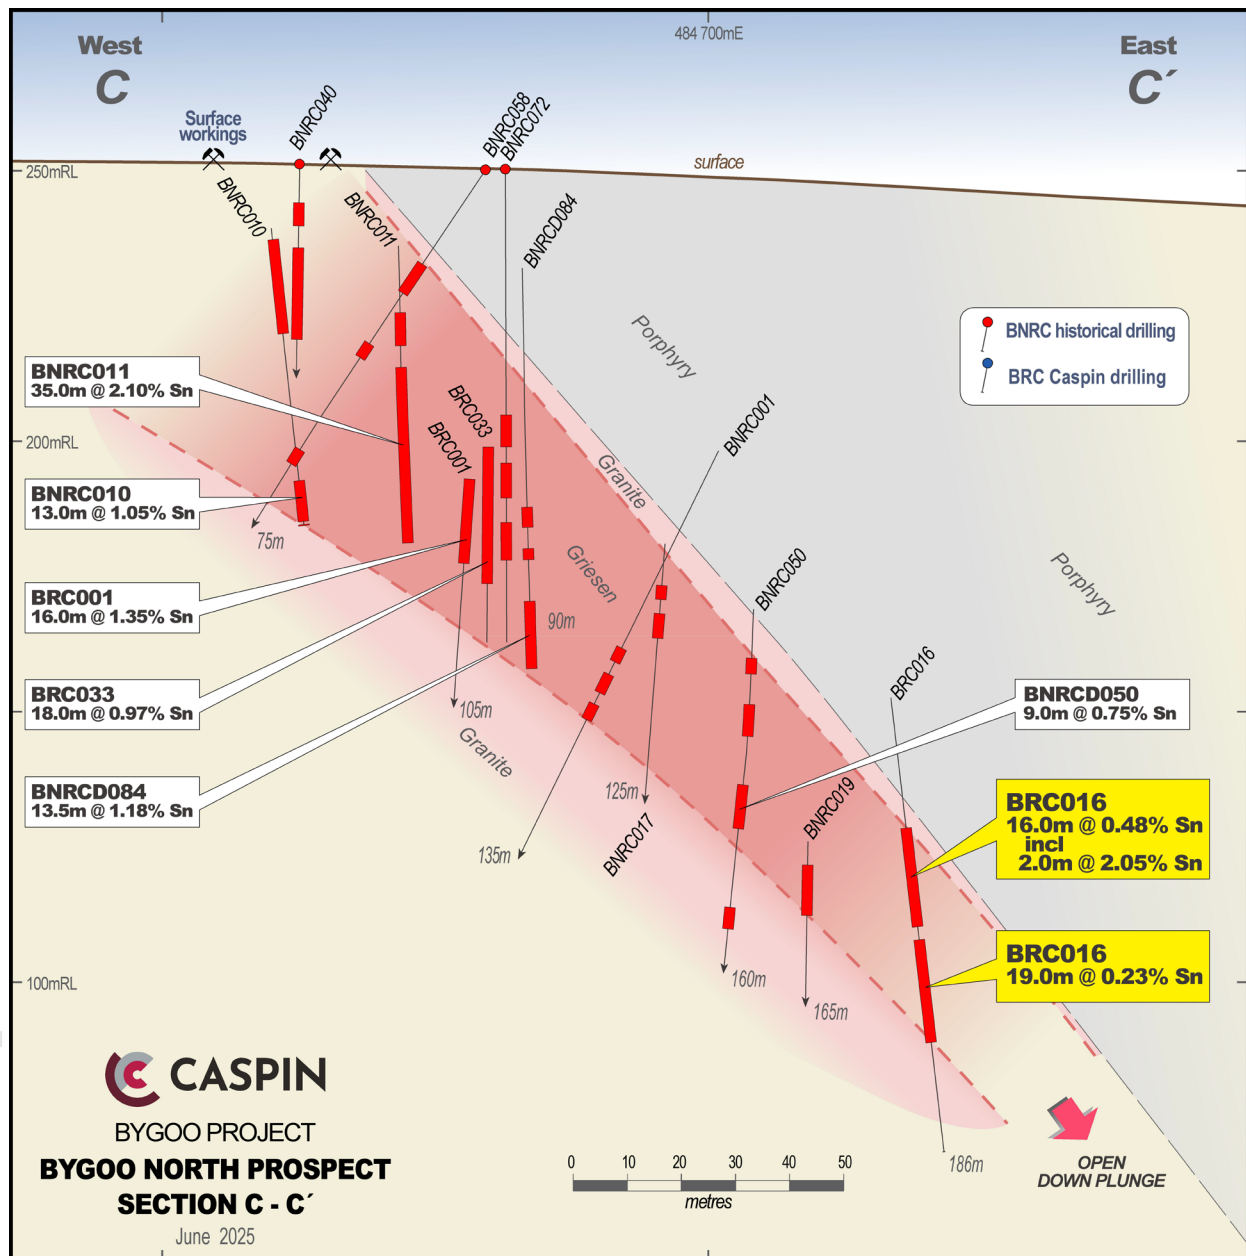 484 700mE
West
C
East
C´
Surface
workings
BNRC040
BNRC058
BNRC072
surface
250mRL
BNRC010
BNRC011
BNRCD084
Porphyry
BNRC historical drilling
BRC Caspin drilling
BNRC011
35.0m @ 2.10% Sn
BRC033
BRC001
BNRC001
200mRL
Granite
BNRC010
13.0m @ 1.05% Sn
75m
Griesen
BNRC050
Porphyry
BRC001
16.0m @ 1.35% Sn
90m
BRC016
BRC033
18.0m @ 0.97% Sn
105m
BNRCD050
9.0m @ 0.75% Sn
Granite
BNRCD084
13.5m @ 1.18% Sn
125m
BNRC019
BRC016
16.0m @ 0.48% Sn
incl
2.0m @ 2.05% Sn
135m
BNRC017
BRC016
19.0m @ 0.23% Sn
100mRL
160m
165m
CASPIN
BYGOO PROJECT
BYGOO NORTH PROSPECT
SECTION C - C´
June 2025
0 10 20 30 40 50
metres
186m
OPEN
DOWN PLUNGE